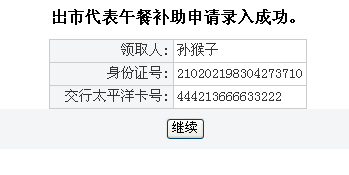 出市代表午餐补助申请录入成功。
领取人: 孙猴子
身份证号: 210202198304273710
交行太平洋卡号: 444213666633222
继续